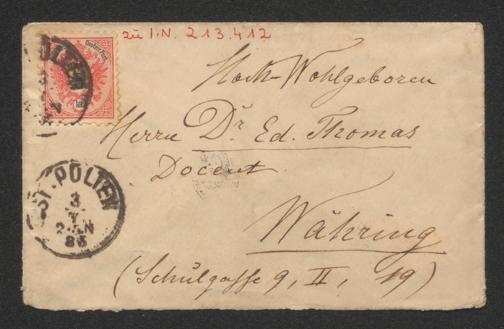 zu I.N. 213.412
Hoch-Wohlgeboren
Herrn Dr Ed. Thomas
Docent
Währing
(Schulgasse 9, II, 19)
ST. PÖLTEN
3
7
85